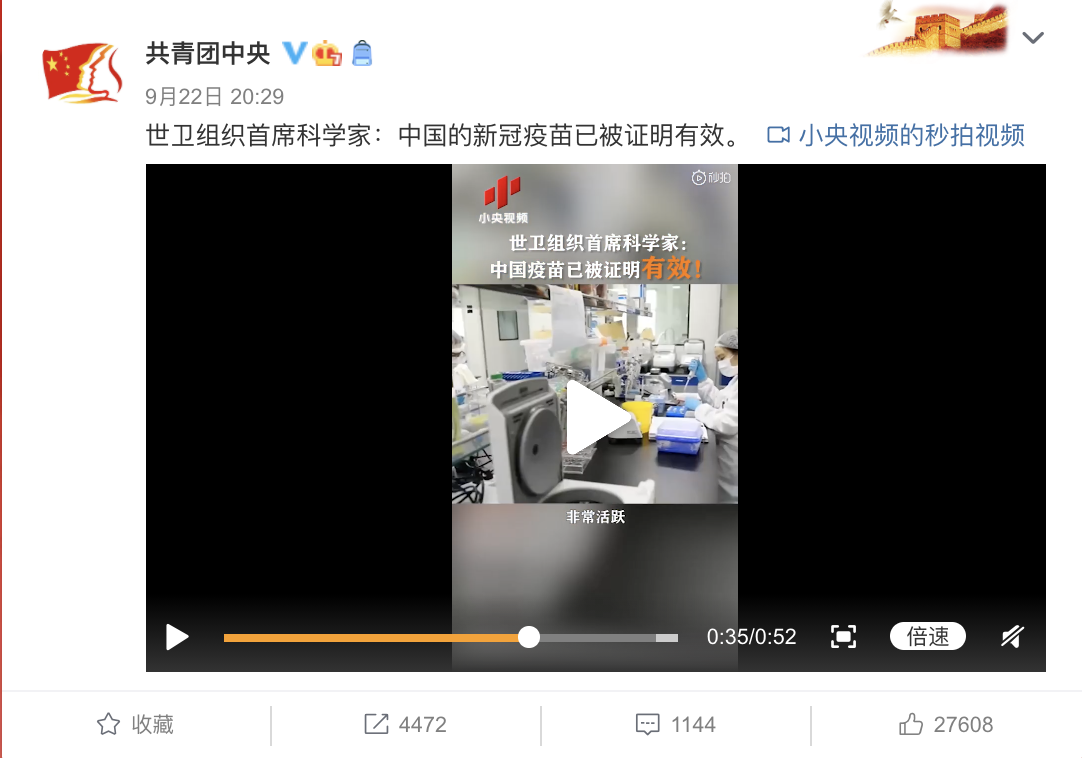 共青团中央
9月22日 20:29
世卫组织首席科学家：中国的新冠疫苗已被证明有效。 小央视频的秒拍视频
秒拍
小央视频
世卫组织首席科学家：
中国疫苗已被证明有效！
非常活跃
0:35/0:52 倍速
收藏 4472 1144 27608